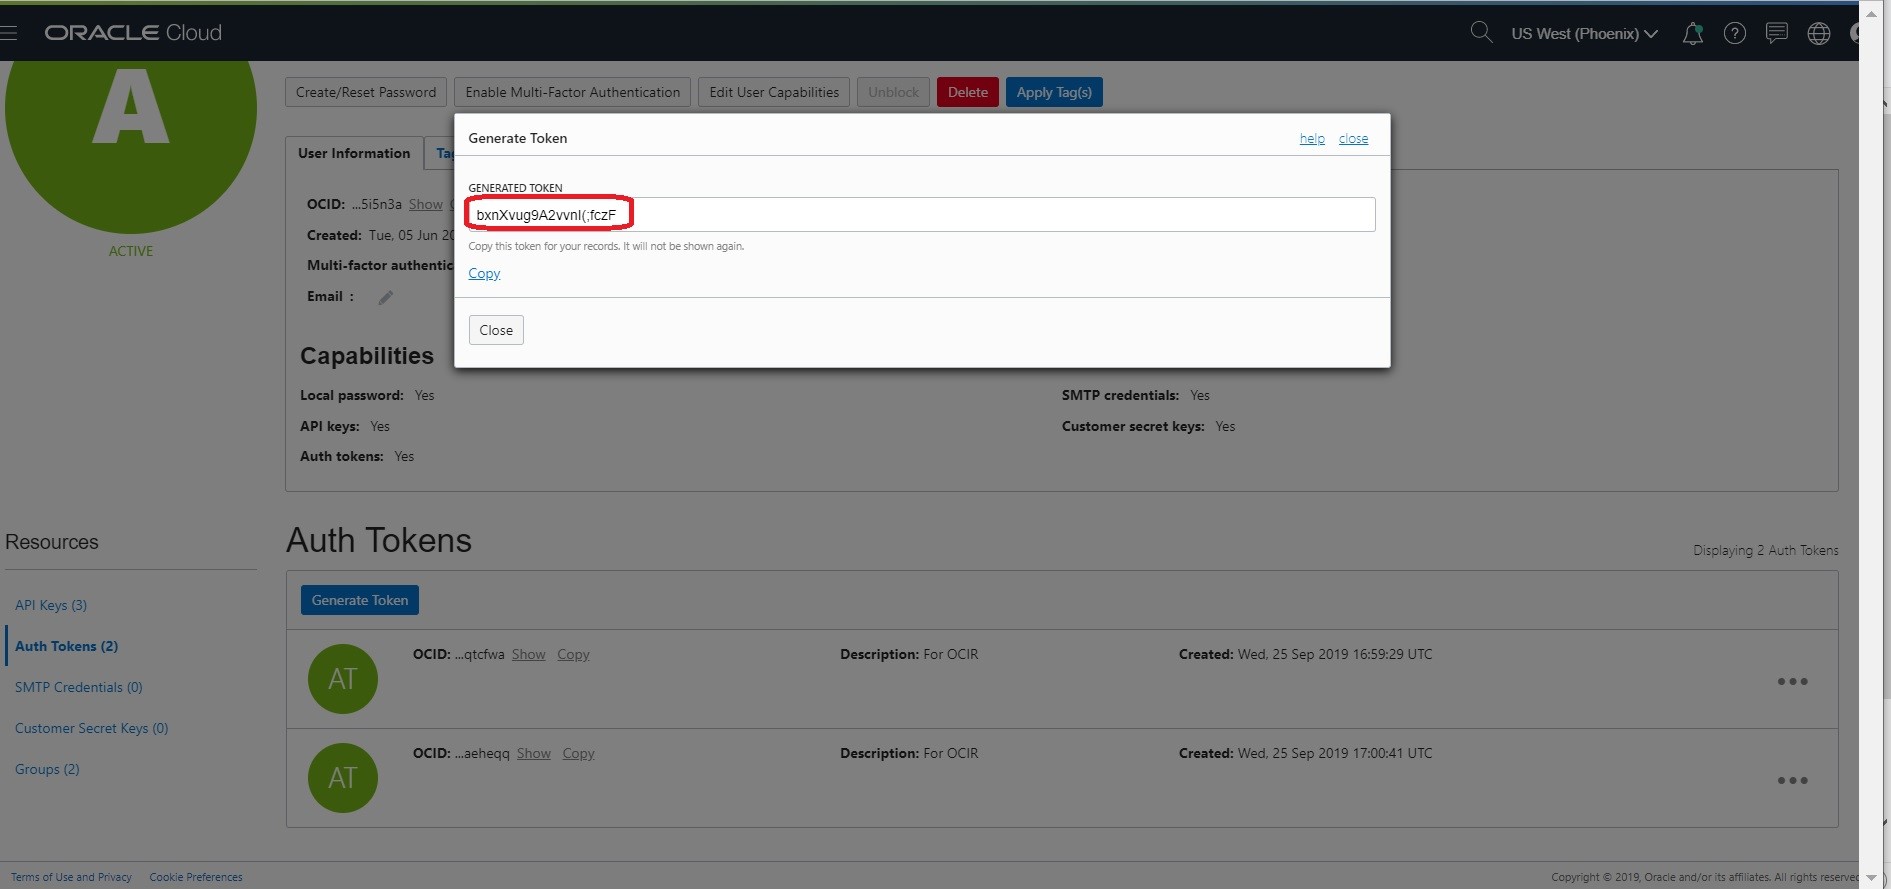 ORACLE Cloud
US West (Phoenix)
A
ACTIVE
Create/Reset Password Enable Multi-Factor Authentication Edit User Capabilities Unblock Delete Apply Tag(s)
Generate Token help close
User Information
GENERATED TOKEN
bxnXvug9A2vvnI(;fczF
Copy this token for your records. It will not be shown again.
Copy
Close
OCID: ...5i5n3a Show
Created: Tue, 05 Jun
Email :
Capabilities
Local password: Yes SMTP credentials: Yes
API keys: Yes Customer secret keys: Yes
Auth tokens: Yes
Resources
API Keys (3)
Auth Tokens (2)
SMTP Credentials (0)
Customer Secret Keys (0)
Groups (2)
Auth Tokens
Displaying 2 Auth Tokens
Generate Token
AT OCID: ...qtcfwa Show Copy Description: For OCIR Created: Wed, 25 Sep 2019 16:59:29 UTC
AT OCID: ...aeheqq Show Copy Description: For OCIR Created: Wed, 25 Sep 2019 17:00:41 UTC
Terms of Use and Privacy Cookie Preferences
Copyright © 2019, Oracle and/or its affiliates. All rights reserved